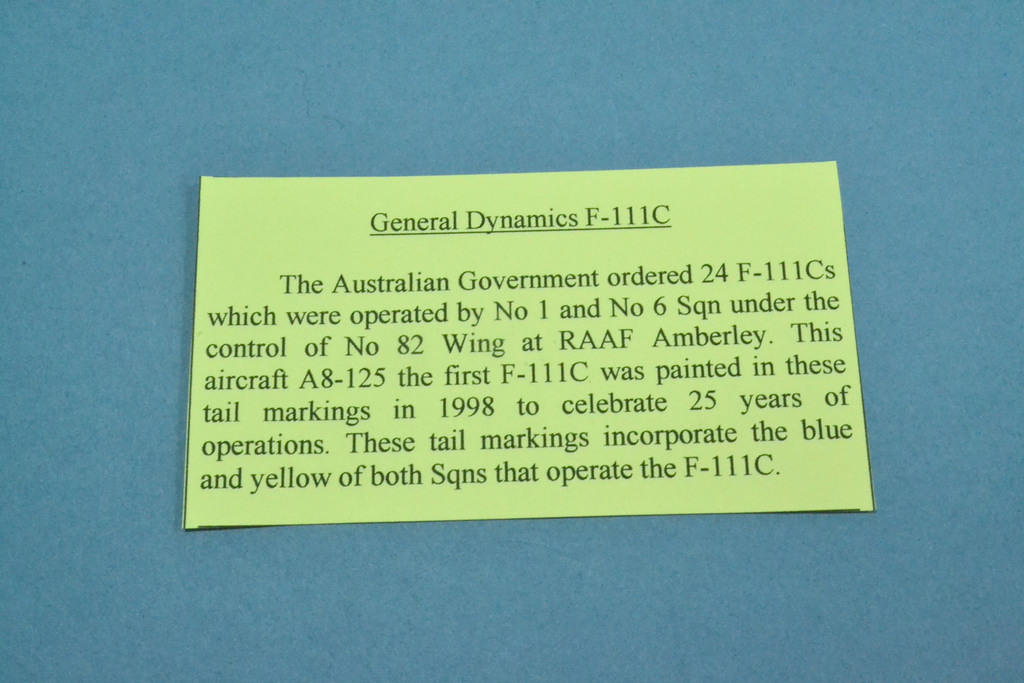 General Dynamics F-111C
The Australian Government ordered 24 F-111Cs
which were operated by No 1 and No 6 Sqn under the
control of No 82 Wing at RAAF Amberley. This
aircraft A8-125 the first F-111C was painted in these
tail markings in 1998 to celebrate 25 years of
operations. These tail markings incorporate the blue
and yellow of both Sqns that operate the F-111C.